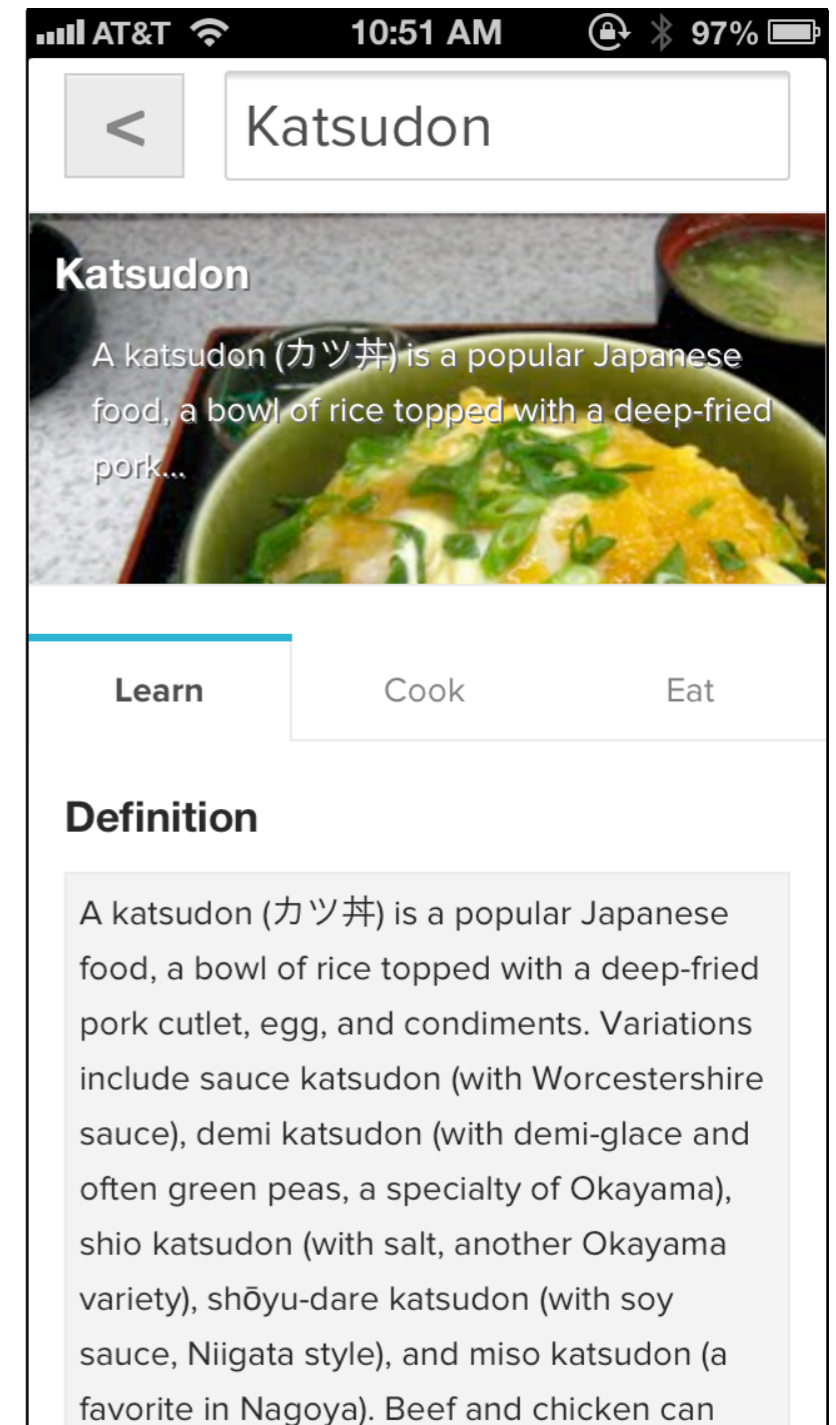 AT&T 10:51 AM 97%
< Katsudon
Katsudon
A katsudon (カツ丼) is a popular Japanese
food, a bowl of rice topped with a deep-fried
pork...
Learn Cook Eat
Definition
A katsudon (カツ丼) is a popular Japanese
food, a bowl of rice topped with a deep-fried
pork cutlet, egg, and condiments. Variations
include sauce katsudon (with Worcestershire
sauce), demi katsudon (with demi-glace and
often green peas, a specialty of Okayama),
shio katsudon (with salt, another Okayama
variety), shōyu-dare katsudon (with soy
sauce, Niigata style), and miso katsudon (a
favorite in Nagoya). Beef and chicken can